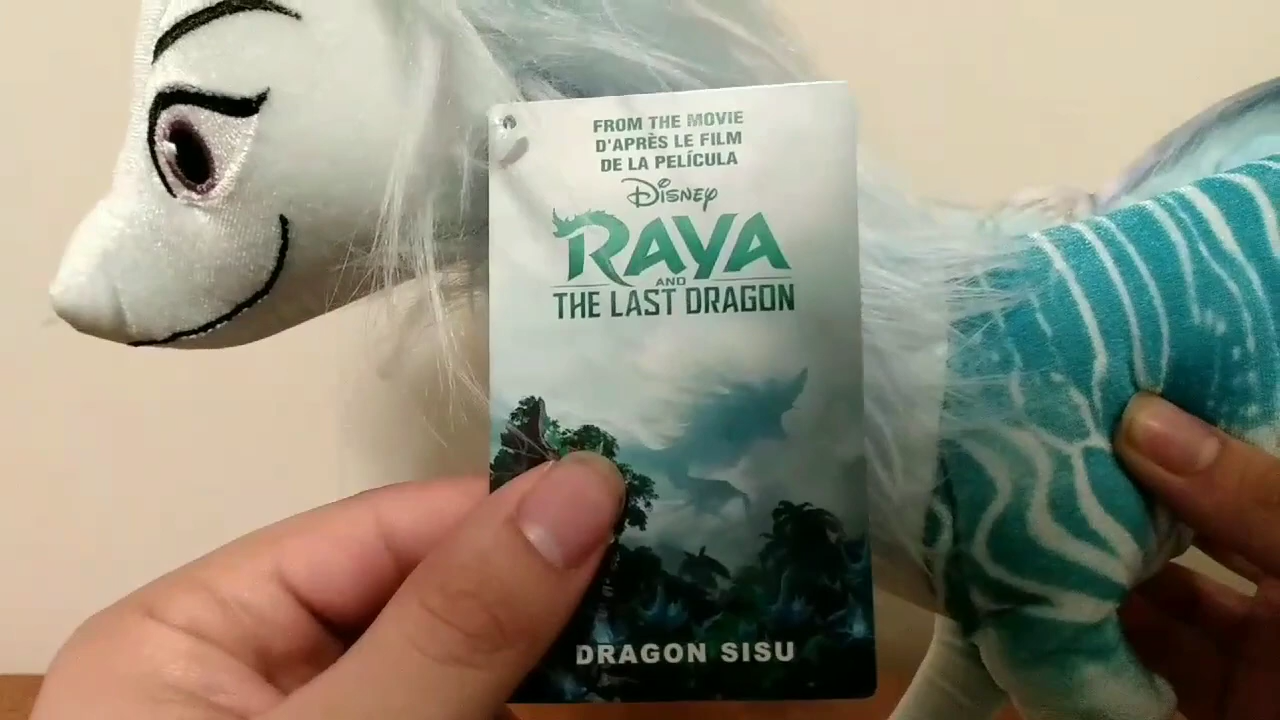 FROM THE MOVIE
D'APRÈS LE FILM
DE LA PELÍCULA
Disney
RAYA
AND
THE LAST DRAGON
DRAGON SISU